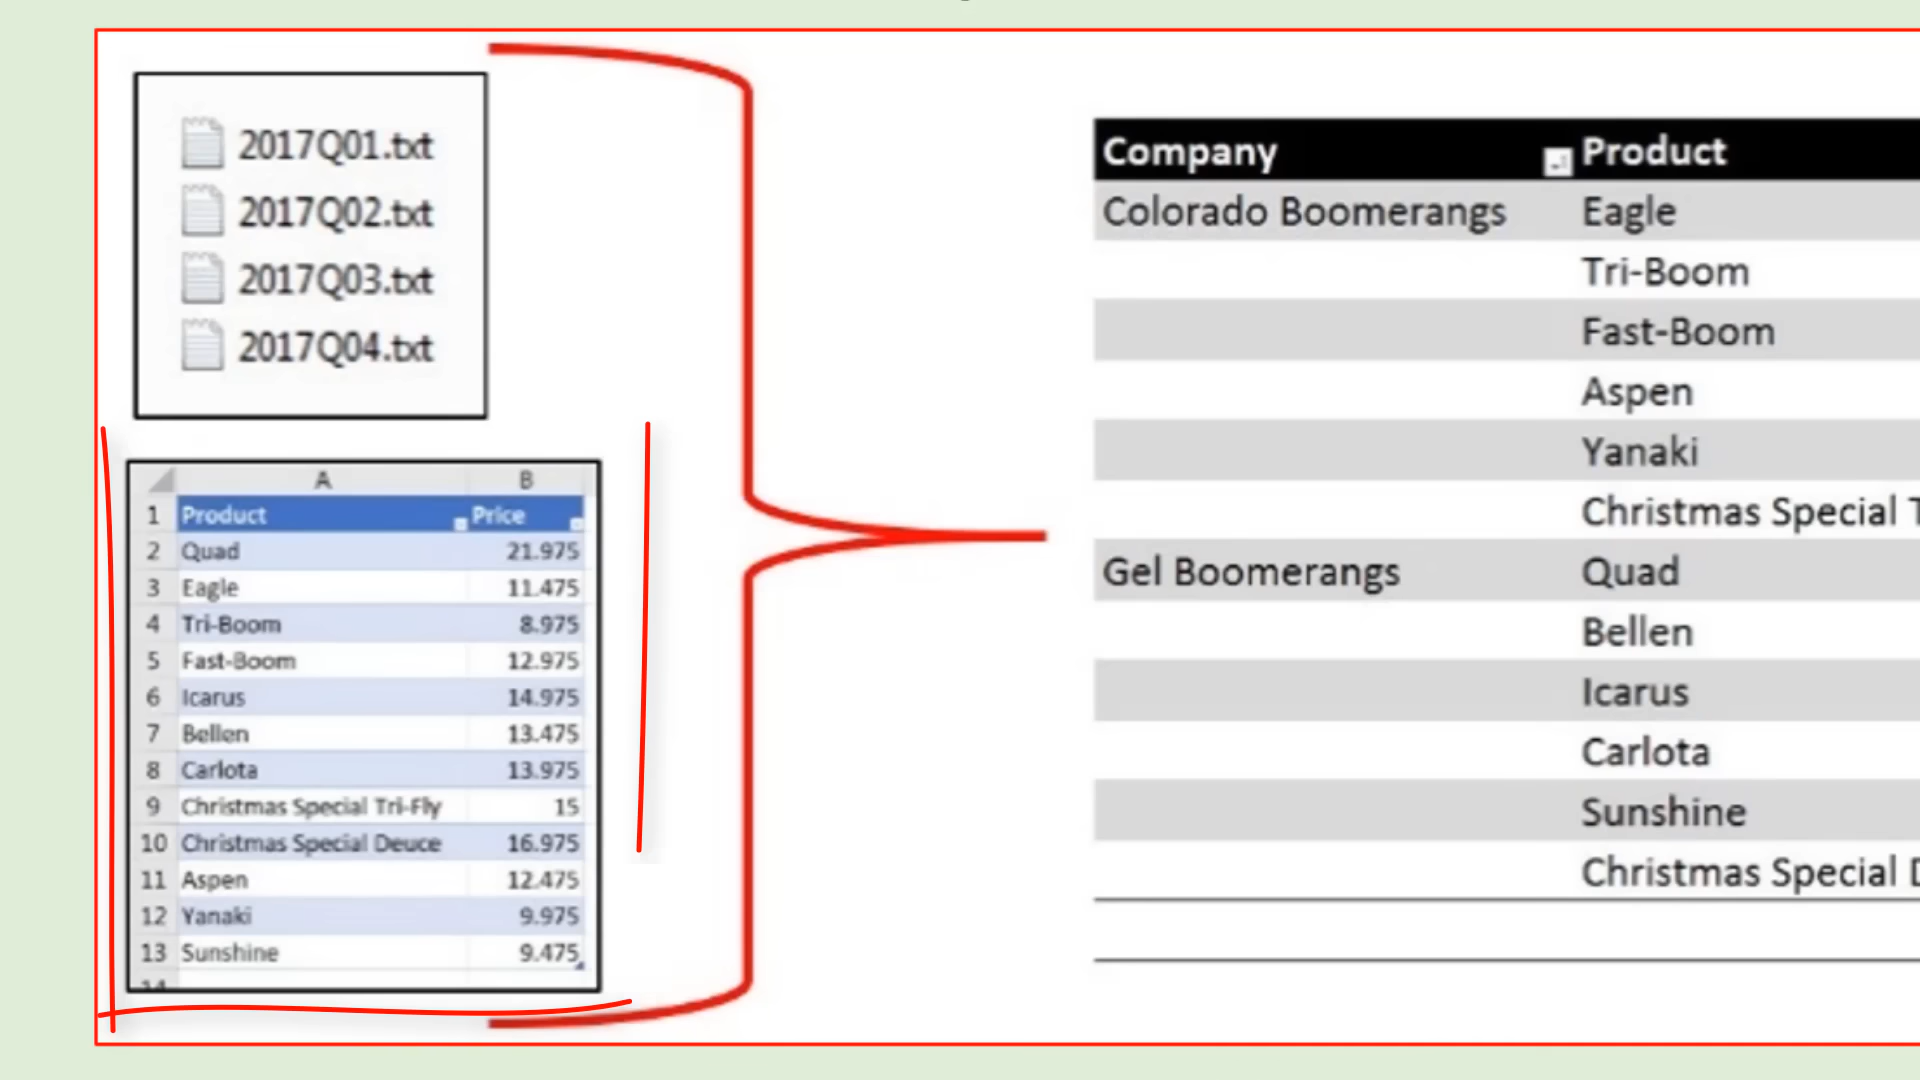 2017Q01.txt
2017Q02.txt
2017Q03.txt
2017Q04.txt
A B
1 Product Price
2 Quad 21.975
3 Eagle 11.475
4 Tri-Boom 8.975
5 Fast-Boom 12.975
6 Icarus 14.975
7 Bellen 13.475
8 Carlota 13.975
9 Christmas Special Tri-Fly 15
10 Christmas Special Deuce 16.975
11 Aspen 12.475
12 Yanaki 9.975
13 Sunshine 9.475
Company Product
Colorado Boomerangs Eagle
Tri-Boom
Fast-Boom
Aspen
Yanaki
Christmas Special
Gel Boomerangs Quad
Bellen
Icarus
Carlota
Sunshine
Christmas Special